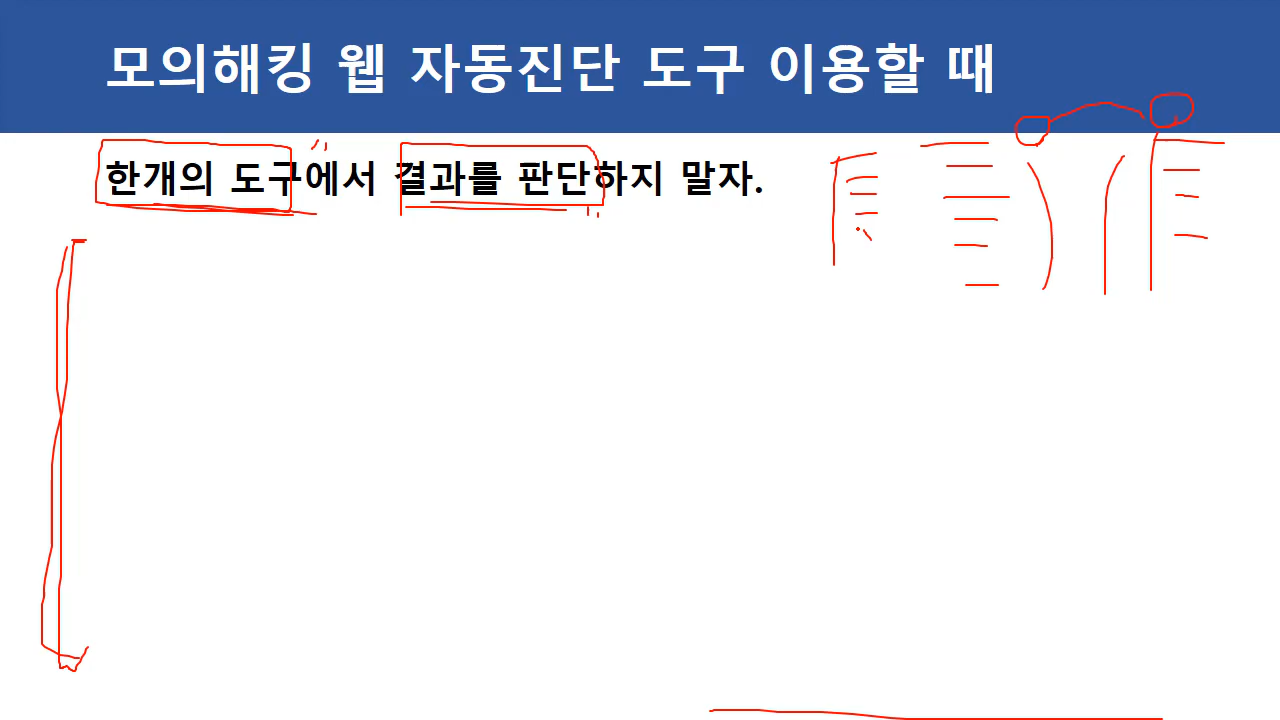 모의해킹 웹 자동진단 도구 이용할 때
한개의 도구에서 결과를 판단하지 말자.